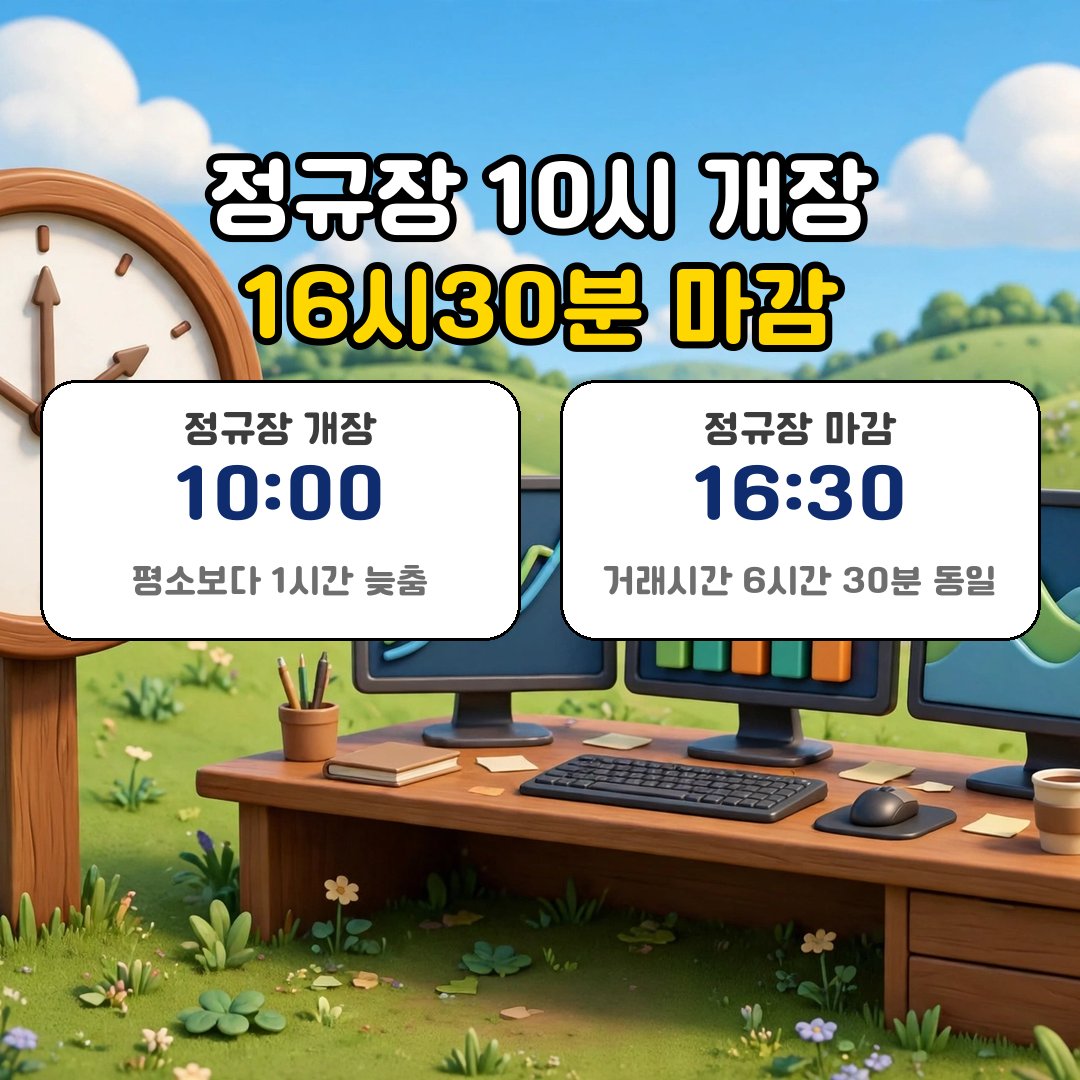 정규장 10시 개장
16시30분 마감
정규장 개장
10:00
평소보다 1시간 늦춤
정규장 마감
16:30
거래시간 6시간 30분 동일